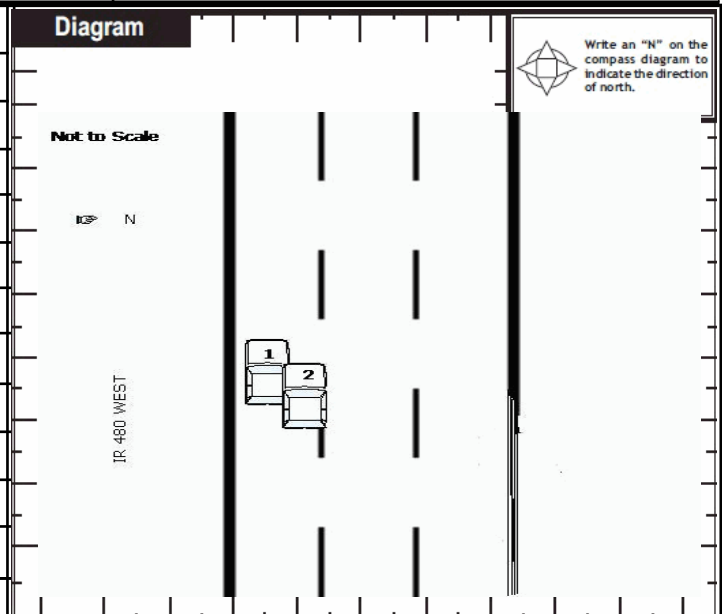 Diagram
Write an "N" on the
compass diagram to
indicate the direction
of north.
Not to Scale
N
1
2
IR 480 WEST